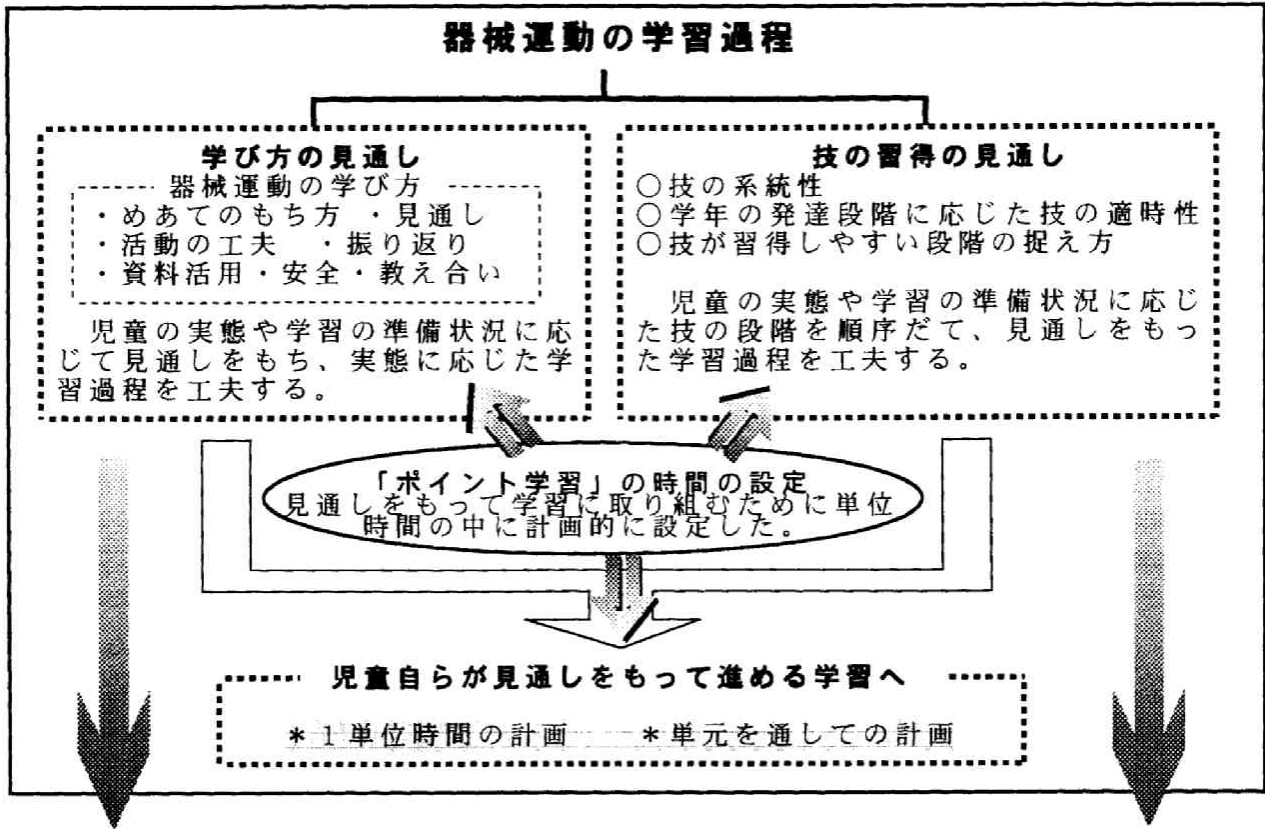 器械運動の学習過程
学び方の見通し
器械運動の学び方
・めあてのもち方 ・見通し
・活動の工夫 ・振り返り
・資料活用・安全・教え合い
児童の実態や学習の準備状況に応
じて見通しをもち、実態に応じた学
習過程を工夫する。
技の習得の見通し
○技の系統性
○学年の発達段階に応じた技の適時性
○技が習得しやすい段階の捉え方
児童の実態や学習の準備状況に応じ
た技の段階を順序だて、見通しをもっ
た学習過程を工夫する。
「ポイント学習」の時間の設定
見通しをもって学習に取り組むために単位
時間の中に計画的に設定した。
児童自らが見通しをもって進める学習へ
＊1単位時間の計画 ＊単元を通しての計画